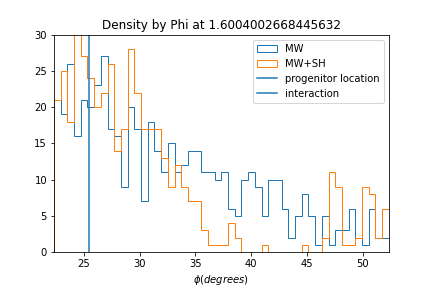 Density by Phi at 1.6004002668445632
MW
MW+SH
progenitor location
interaction
30
25
20
15
10
5
0
25 30 35 40 45 50
ϕ(degrees)